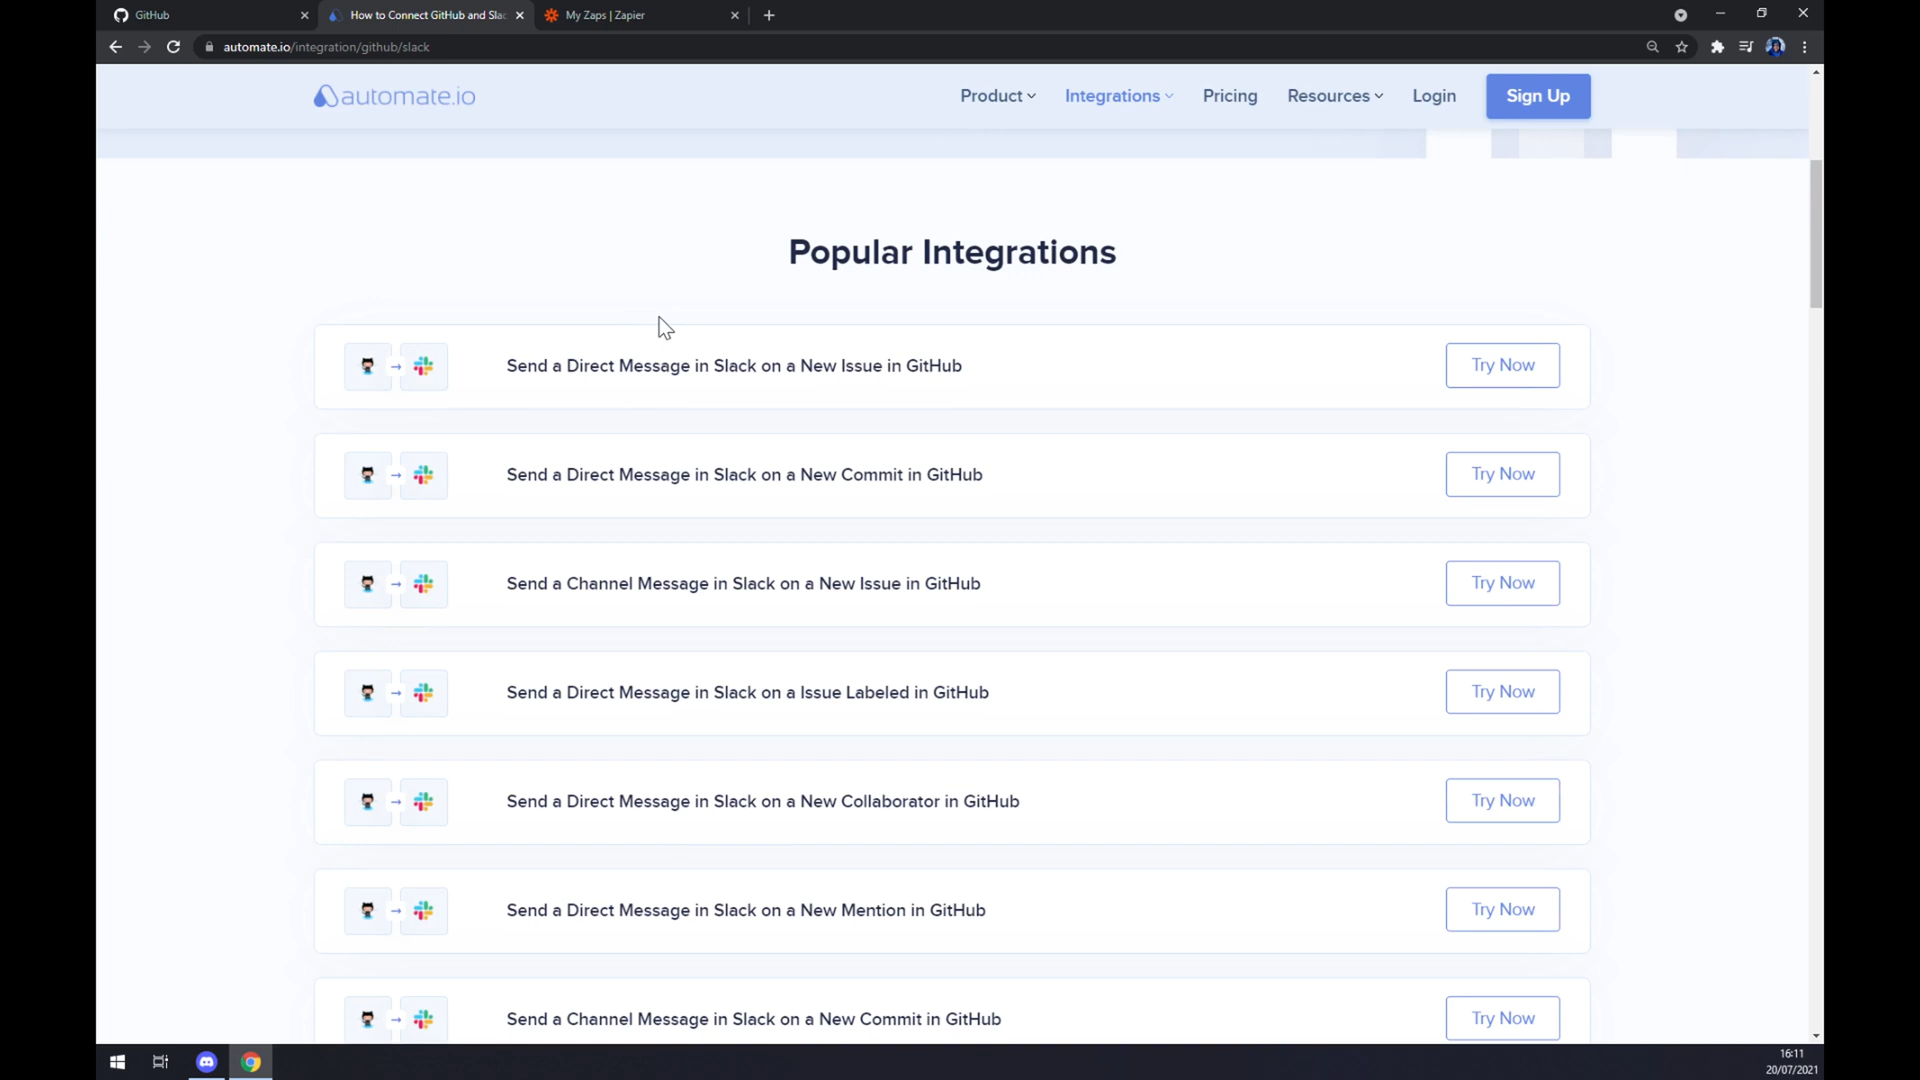 GitHub
How to Connect GitHub and Slac
My Zaps | Zapier
automate.io/integration/github/slack
automate.io
Product
Integrations
Pricing
Resources
Login
Sign Up
Popular Integrations
Send a Direct Message in Slack on a New Issue in GitHub
Try Now
Send a Direct Message in Slack on a New Commit in GitHub
Try Now
Send a Channel Message in Slack on a New Issue in GitHub
Try Now
Send a Direct Message in Slack on a Issue Labeled in GitHub
Try Now
Send a Direct Message in Slack on a New Collaborator in GitHub
Try Now
Send a Direct Message in Slack on a New Mention in GitHub
Try Now
Send a Channel Message in Slack on a New Commit in GitHub
Try Now
16:11
20/07/2021